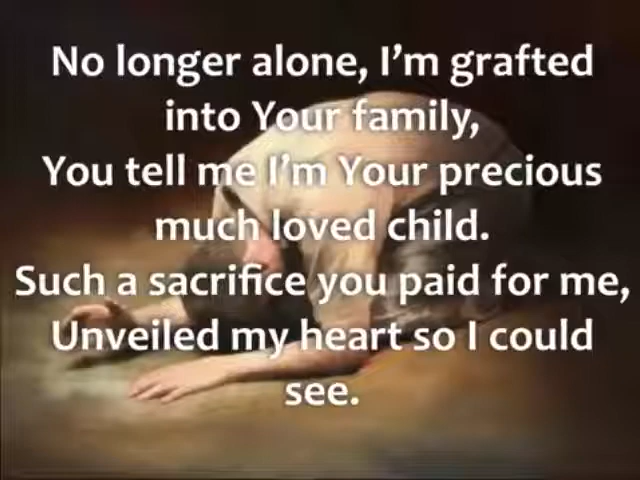 No longer alone, I’m grafted
into Your family,
You tell me I’m Your precious
much loved child.
Such a sacrifice you paid for me,
Unveiled my heart so I could
see.